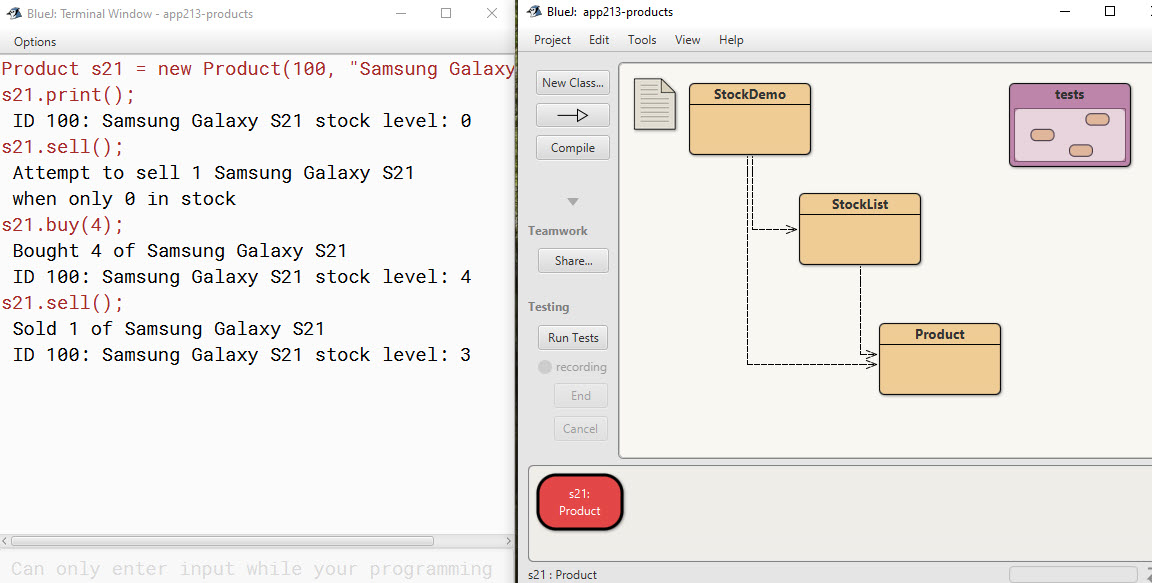 BlueJ: Terminal Window - app213-products
Options
Product s21 = new Product(100, "Samsung Galaxy
s21.print();
ID 100: Samsung Galaxy S21 stock level: 0
s21.sell();
Attempt to sell 1 Samsung Galaxy S21
when only 0 in stock
s21.buy(4);
Bought 4 of Samsung Galaxy S21
ID 100: Samsung Galaxy S21 stock level: 4
s21.sell();
Sold 1 of Samsung Galaxy S21
ID 100: Samsung Galaxy S21 stock level: 3
Can only enter input while your programming
BlueJ: app213-products
Project Edit Tools View Help
New Class...
Compile
Teamwork
Share...
Testing
Run Tests
recording
End
Cancel
StockDemo
tests
StockList
Product
s21:
Product
s21 : Product